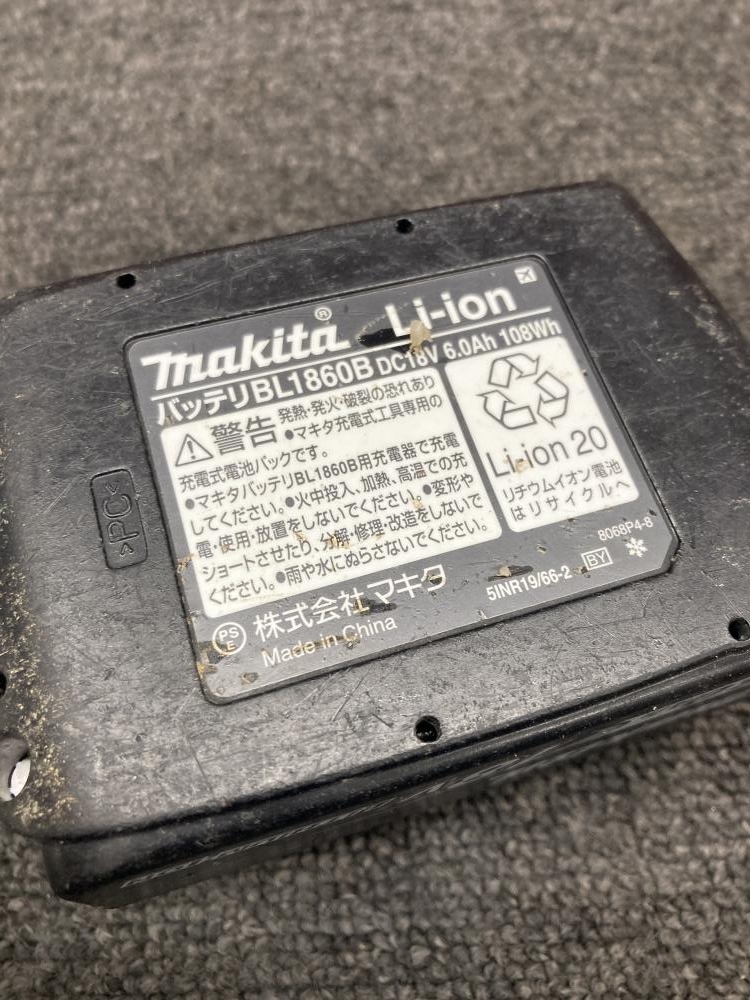 makita® Li-ion
バッテリBL1860B DC18V 6.0Ah 108Wh
警告 発熱・発火・破裂の恐れあり
●マキタ充電式工具専用の
充電式電池パックです。
●マキタバッテリBL1860B用充電器で充電
してください。●火中投入、加熱、高温での充
電・使用・放置をしないでください。●変形や
ショートさせたり、分解・修理・改造をしないで
ください。●雨や水にぬらさないでください。
Li-ion 20
リチウムイオン電池
はリサイクルへ
PS
E
株式会社マキタ
Made in China
5INR19/66-2 BY
8068P4-8
>PC<